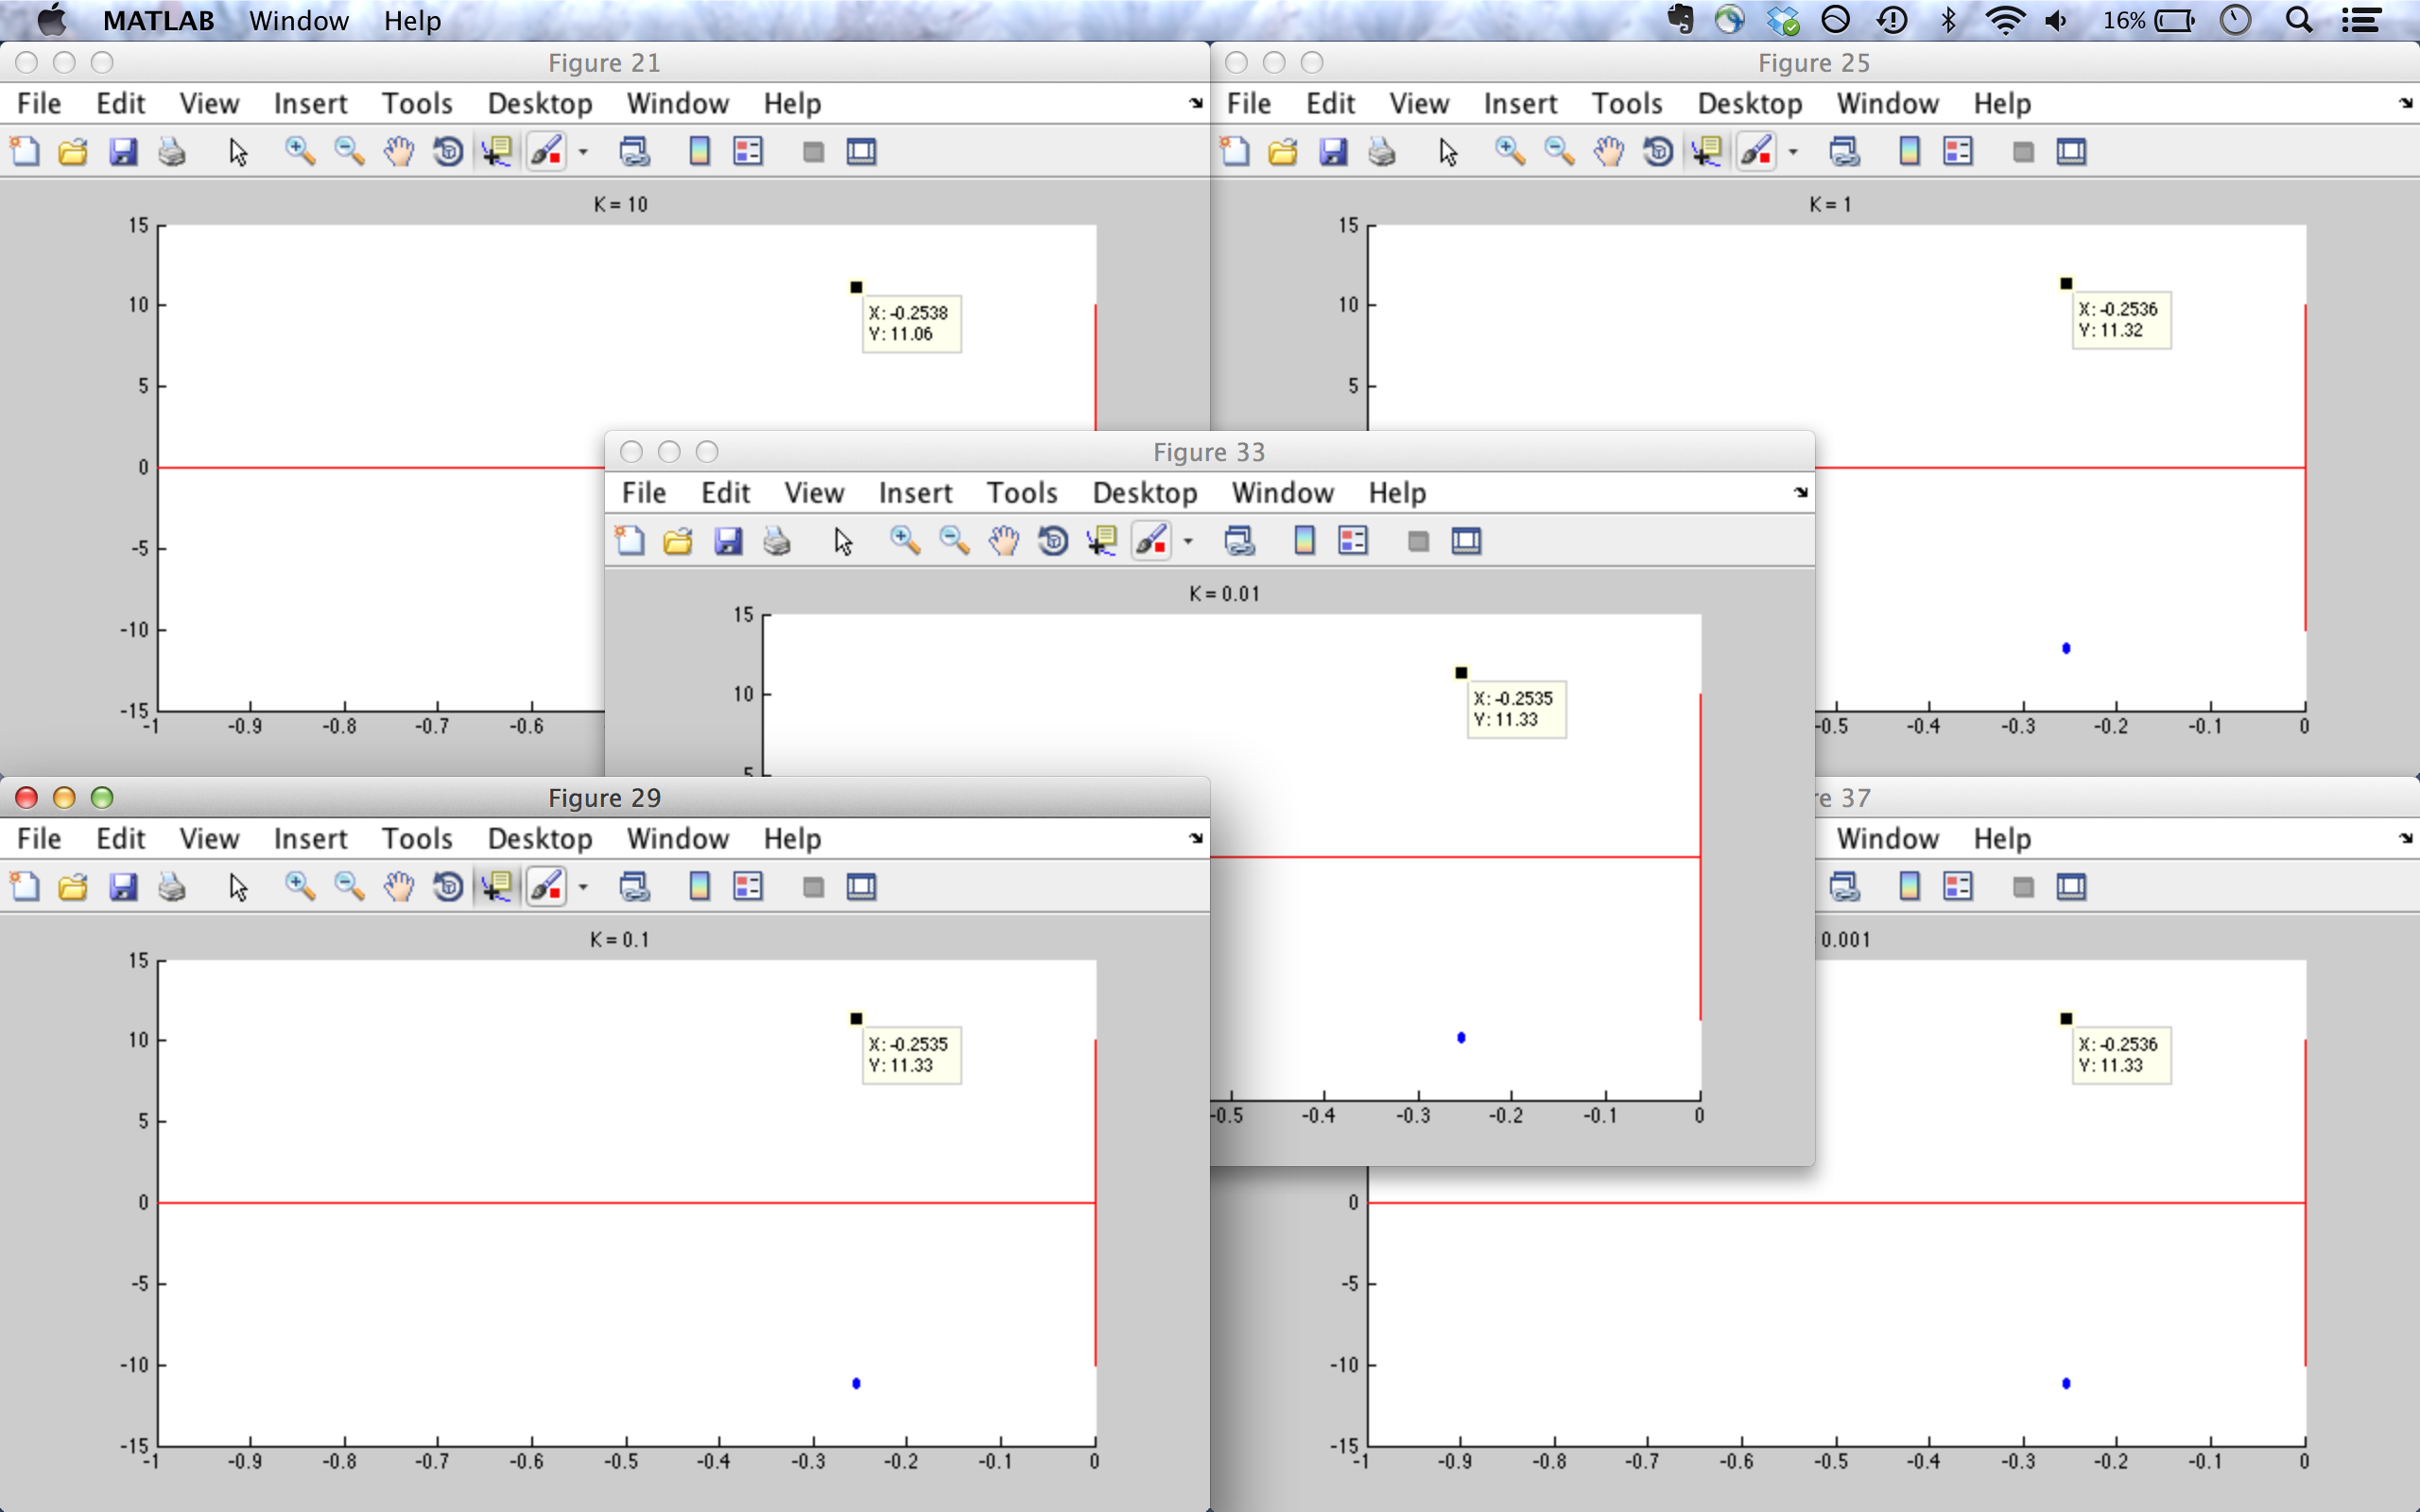 MATLAB Window Help 16%
Figure 21
File Edit View Insert Tools Desktop Window Help
K = 10
15
10
5
0
-5
-10
-15
-1 -0.9 -0.8 -0.7 -0.6
X: -0.2538
Y: 11.06
Figure 25
File Edit View Insert Tools Desktop Window Help
K = 1
15
10
5
X: -0.2536
Y: 11.32
-0.5 -0.4 -0.3 -0.2 -0.1 0
Figure 33
File Edit View Insert Tools Desktop Window Help
K = 0.01
15
10
5
X: -0.2535
Y: 11.33
-0.5 -0.4 -0.3 -0.2 -0.1 0
Figure 29
File Edit View Insert Tools Desktop Window Help
K = 0.1
15
10
5
0
-5
-10
-15
-1 -0.9 -0.8 -0.7 -0.6 -0.5 -0.4 -0.3 -0.2 -0.1 0
X: -0.2535
Y: 11.33
re 37
Window Help
0.001
X: -0.2536
Y: 11.33
0
-5
-10
-15
-1 -0.9 -0.8 -0.7 -0.6 -0.5 -0.4 -0.3 -0.2 -0.1 0